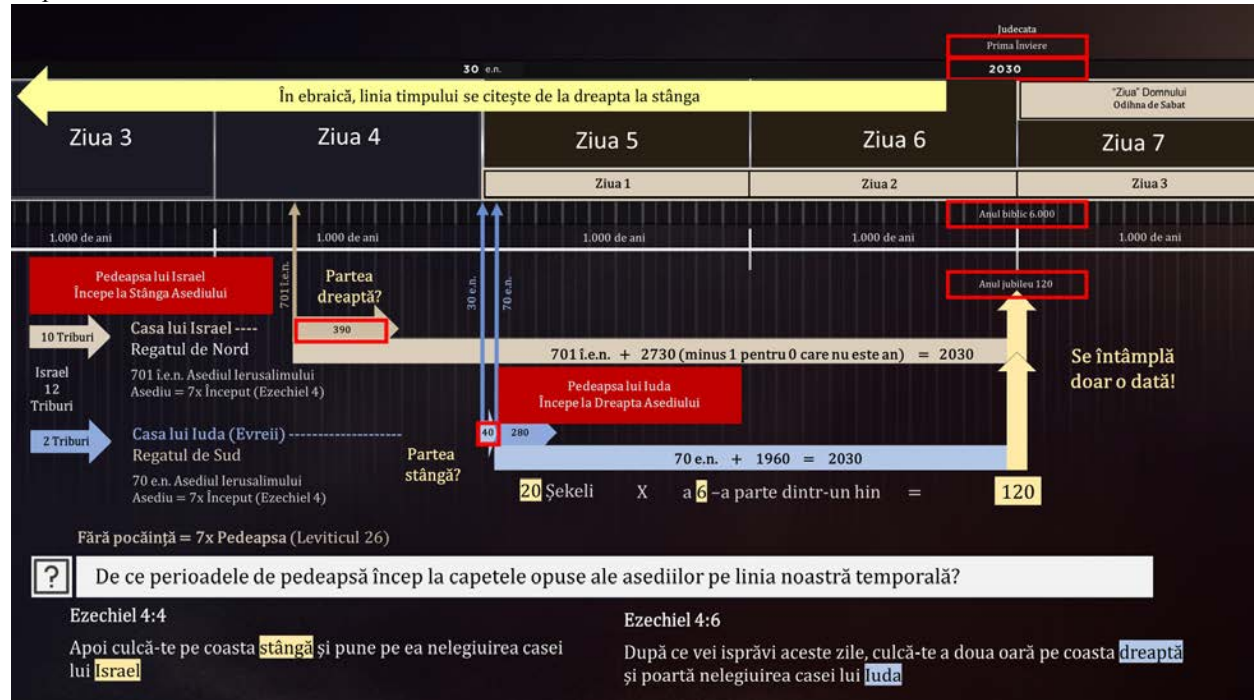 Judecata
Prima Înviere
30 e.n.
2030
În ebraică, linia timpului se citește de la dreapta la stânga
"Ziua" Domnului
Odihna de Sabat
Ziua 3
Ziua 4
Ziua 5
Ziua 6
Ziua 7
Ziua 1
Ziua 2
Ziua 3
Anul biblic 6.000
1.000 de ani
1.000 de ani
1.000 de ani
1.000 de ani
1.000 de ani
Pedeapsa lui Israel
Începe la Stânga Asediului
701 î.e.n.
Partea
dreaptă?
30 e.n.
70 e.n.
Anul jubileu 120
10 Triburi
Casa lui Israel ----
Regatul de Nord
390
701 î.e.n. + 2730 (minus 1 pentru 0 care nu este an) = 2030
Se întâmplă
doar o dată!
Israel
12
Triburi
701 î.e.n. Asediul Ierusalimului
Asediu = 7x Început (Ezechiel 4)
Pedeapsa lui Iuda
Începe la Dreapta Asediului
2 Triburi
Casa lui Iuda (Evreii) --------------------
Regatul de Sud
40
280
Partea
stângă?
70 e.n. + 1960 = 2030
70 e.n. Asediul Ierusalimului
Asediu = 7x Început (Ezechiel 4)
20 Șekeli X a 6 –a parte dintr-un hin = 120
Fără pocăință = 7x Pedeapsa (Leviticul 26)
? De ce perioadele de pedeapsă încep la capetele opuse ale asediilor pe linia noastră temporală?
Ezechiel 4:4
Apoi culcă-te pe coasta stângă și pune pe ea nelegiuirea casei
lui Israel
Ezechiel 4:6
După ce vei isprăvi aceste zile, culcă-te a doua oară pe coasta dreaptă
și poartă nelegiuirea casei lui Iuda